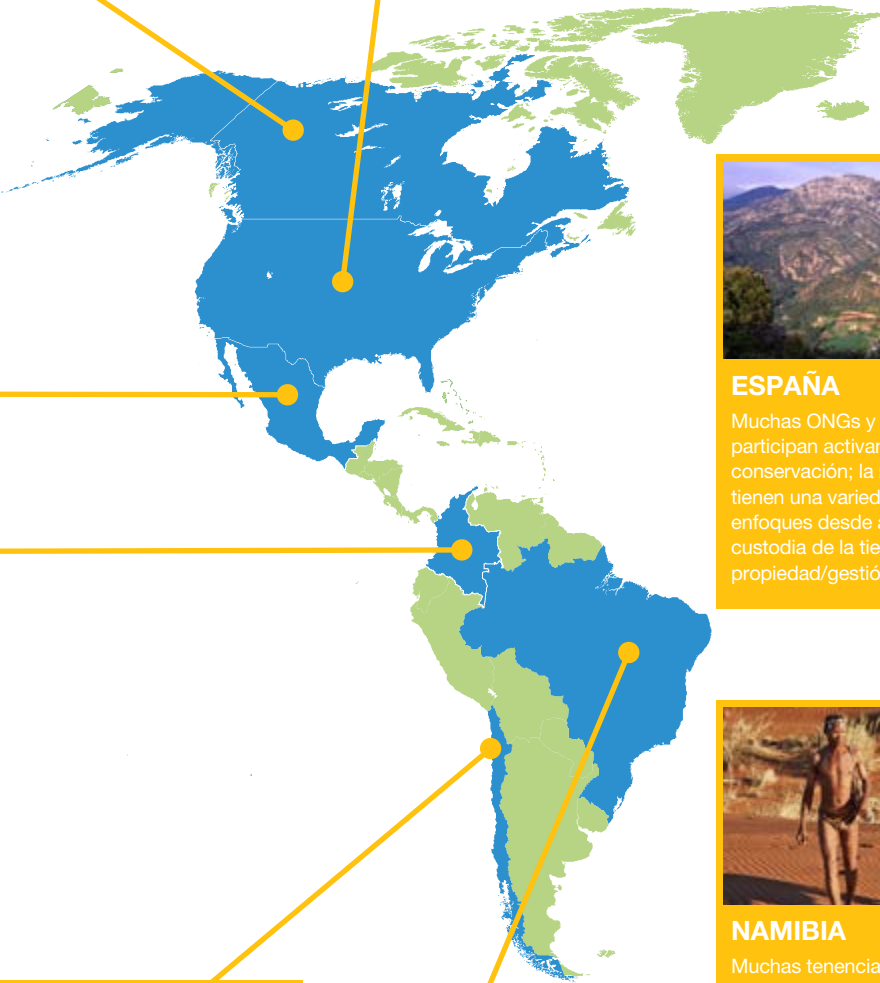 ESPAÑA
Muchas ONGs y
participan activar
conservación; la
tienen una varied
enfoques desde a
custodia de la tie
propiedad/gestió
NAMIBIA
Muchas tenencia